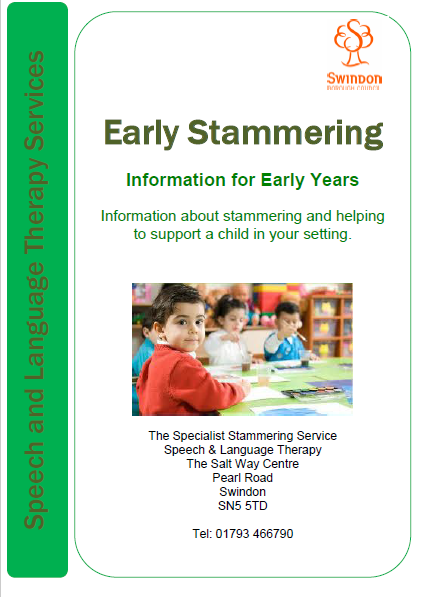 Speech and Language Therapy Services
Swindon
BOROUGH COUNCIL
Early Stammering
Information for Early Years
Information about stammering and helping
to support a child in your setting.
The Specialist Stammering Service
Speech & Language Therapy
The Salt Way Centre
Pearl Road
Swindon
SN5 5TD
Tel: 01793 466790